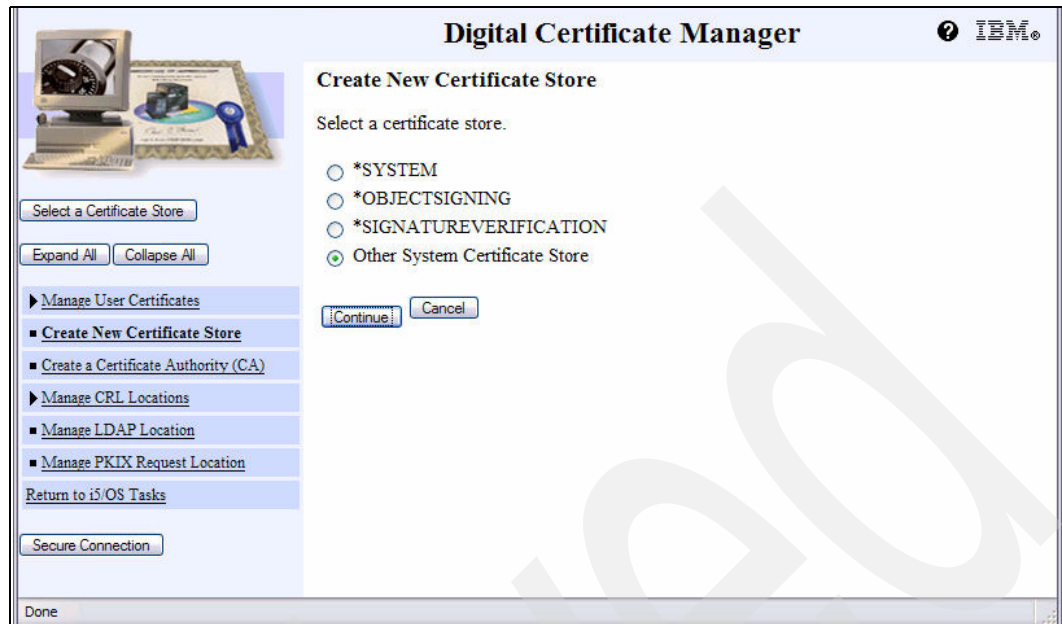 Digital Certificate Manager
IBM®
Create New Certificate Store
Select a certificate store.
*SYSTEM
*OBJECTSIGNING
*SIGNATUREVERIFICATION
Other System Certificate Store
Continue
Cancel
Select a Certificate Store
Expand All
Collapse All
Manage User Certificates
Create New Certificate Store
Create a Certificate Authority (CA)
Manage CRL Locations
Manage LDAP Location
Manage PKIX Request Location
Return to i5/OS Tasks
Secure Connection
Done